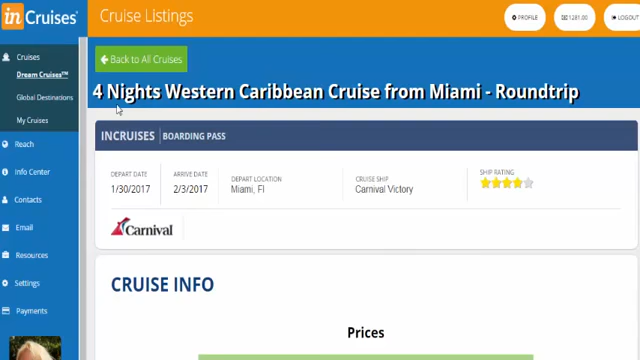 inCruises
Cruise Listings
PROFILE
1281.00
LOGOUT
Cruises
Dream Cruises™
Global Destinations
My Cruises
Reach
Info Center
Contacts
Email
Resources
Settings
Payments
Back to All Cruises
4 Nights Western Caribbean Cruise from Miami - Roundtrip
INCRUISES | BOARDING PASS
DEPART DATE
1/30/2017
ARRIVE DATE
2/3/2017
DEPART LOCATION
Miami, Fl
CRUISE SHIP
Carnival Victory
SHIP RATING
Carnival
CRUISE INFO
Prices